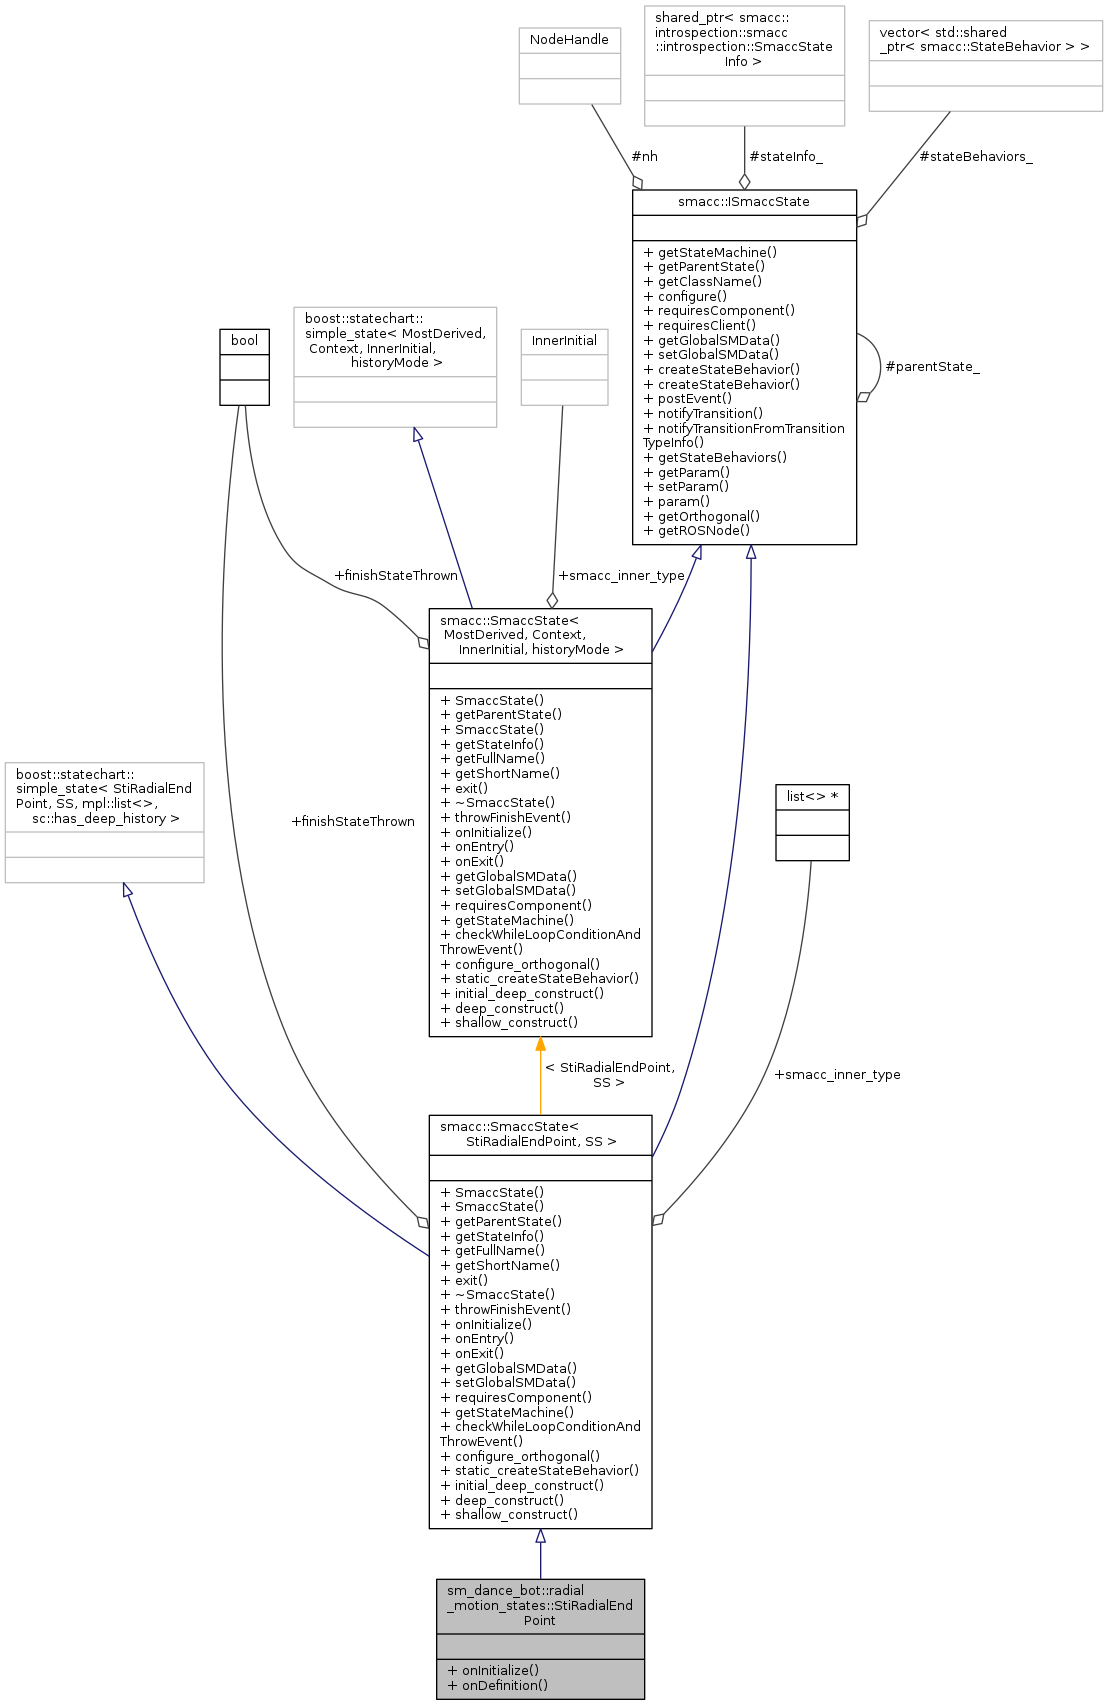 NodeHandle
shared_ptr< smacc::
introspection::smacc
::introspection::SmaccState
Info >
vector< std::shared
_ptr< smacc::StateBehavior > >
#nh
#stateInfo_
#stateBehaviors_
smacc::ISmaccState
+ getStateMachine()
+ getParentState()
+ getClassName()
+ configure()
+ requiresComponent()
+ requiresClient()
+ getGlobalSMData()
+ setGlobalSMData()
+ createStateBehavior()
+ createStateBehavior()
+ postEvent()
+ notifyTransition()
+ notifyTransitionFromTransition
TypeInfo()
+ getStateBehaviors()
+ getParam()
+ setParam()
+ param()
+ getOrthogonal()
+ getROSNode()
#parentState_
bool
boost::statechart::
simple_state< MostDerived,
Context, InnerInitial,
historyMode >
InnerInitial
+finishStateThrown
+smacc_inner_type
smacc::SmaccState<
MostDerived, Context,
InnerInitial, historyMode >
+ SmaccState()
+ getParentState()
+ SmaccState()
+ getStateInfo()
+ getFullName()
+ getShortName()
+ exit()
+ ~SmaccState()
+ throwFinishEvent()
+ onInitialize()
+ onEntry()
+ onExit()
+ getGlobalSMData()
+ setGlobalSMData()
+ requiresComponent()
+ getStateMachine()
+ checkWhileLoopConditionAnd
ThrowEvent()
+ configure_orthogonal()
+ static_createStateBehavior()
+ initial_deep_construct()
+ deep_construct()
+ shallow_construct()
boost::statechart::
simple_state< StiRadialEnd
Point, SS, mpl::list<>,
sc::has_deep_history >
+finishStateThrown
list<> *
< StiRadialEndPoint,
SS >
+smacc_inner_type
smacc::SmaccState<
StiRadialEndPoint, SS >
+ SmaccState()
+ SmaccState()
+ getParentState()
+ getStateInfo()
+ getFullName()
+ getShortName()
+ exit()
+ ~SmaccState()
+ throwFinishEvent()
+ onInitialize()
+ onEntry()
+ onExit()
+ getGlobalSMData()
+ setGlobalSMData()
+ requiresComponent()
+ getStateMachine()
+ checkWhileLoopConditionAnd
ThrowEvent()
+ configure_orthogonal()
+ static_createStateBehavior()
+ initial_deep_construct()
+ deep_construct()
+ shallow_construct()
sm_dance_bot::radial
_motion_states::StiRadialEnd
Point
+ onInitialize()
+ onDefinition()